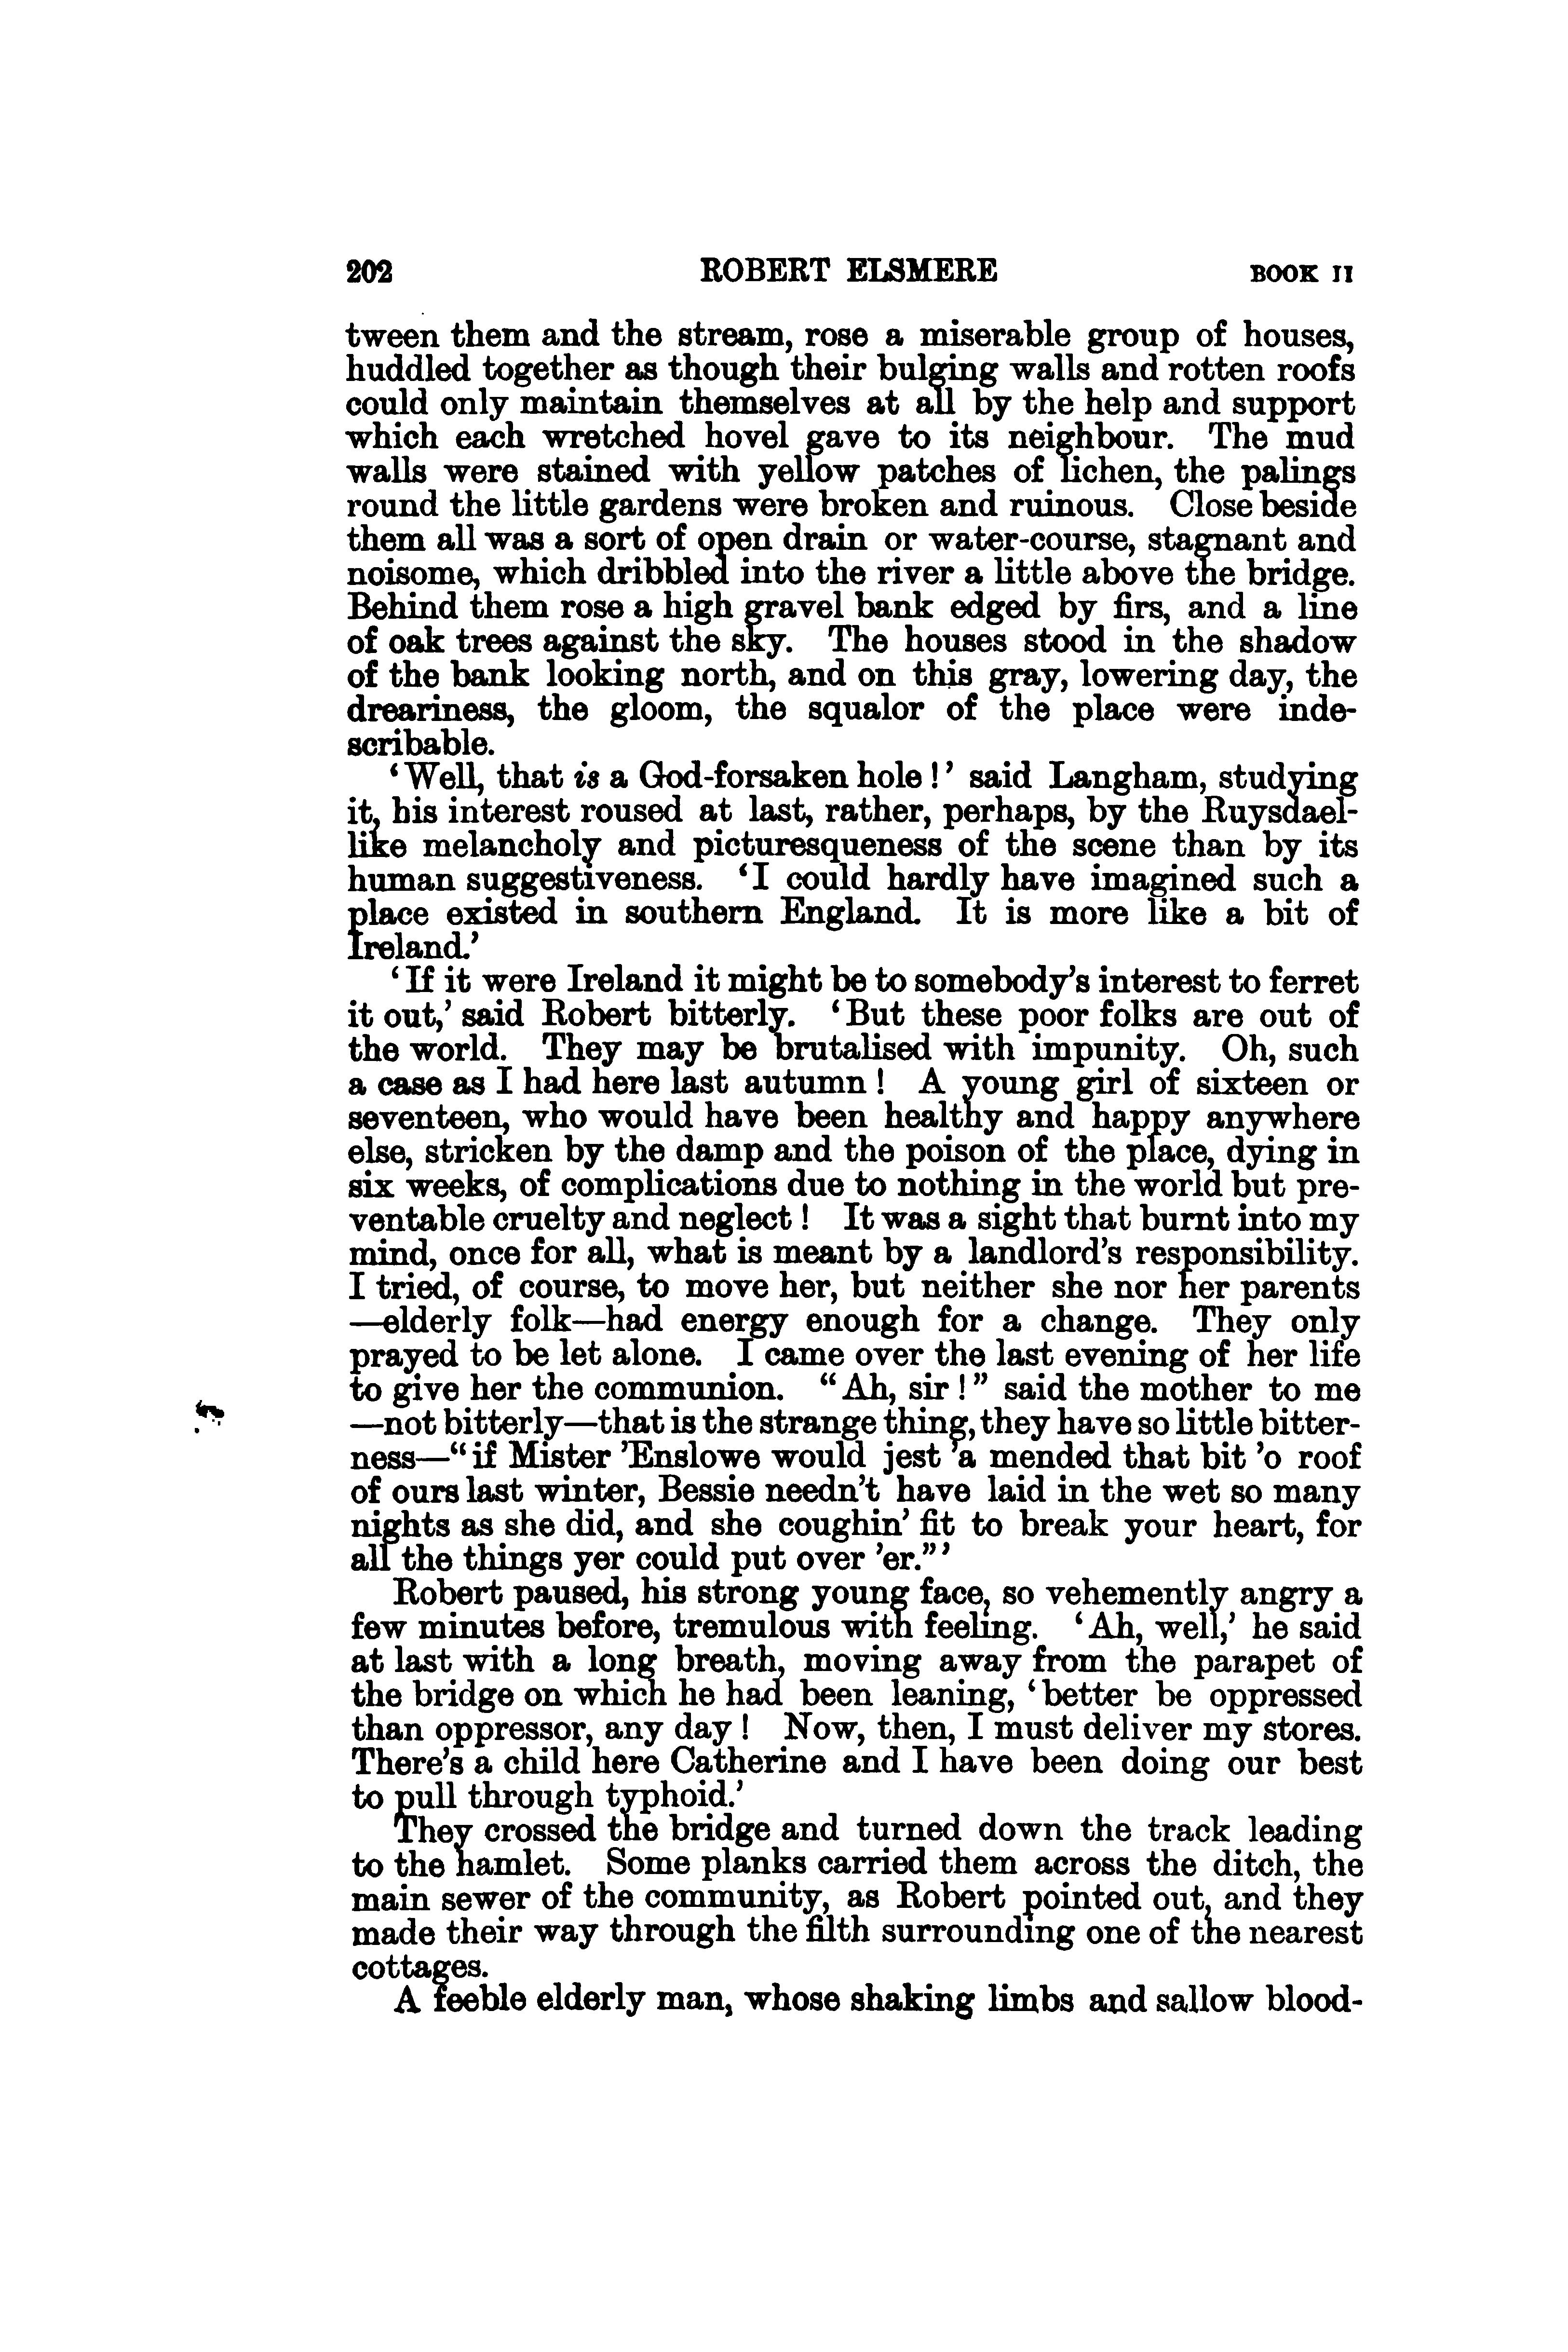 202 ROBERT ELSMERE BOOK II
tween them and the stream, rose a miserable group of houses,
huddled together as though their bulging walls and rotten roofs
could only maintain themselves at all by the help and support
which each wretched hovel gave to its neighbour. The mud
walls were stained with yellow patches of lichen, the palings
round the little gardens were broken and ruinous. Close beside
them all was a sort of open drain or water-course, stagnant and
noisome, which dribbled into the river a little above the bridge.
Behind them rose a high gravel bank edged by firs, and a line
of oak trees against the sky. The houses stood in the shadow
of the bank looking north, and on this gray, lowering day, the
dreariness, the gloom, the squalor of the place were inde-
scribable.
‘Well, that is a God-forsaken hole!’ said Langham, studying
it, his interest roused at last, rather, perhaps, by the Ruysdael-
like melancholy and picturesqueness of the scene than by its
human suggestiveness. ‘I could hardly have imagined such a
place existed in southern England. It is more like a bit of
Ireland.’
‘If it were Ireland it might be to somebody’s interest to ferret
it out,’ said Robert bitterly. ‘But these poor folks are out of
the world. They may be brutalised with impunity. Oh, such
a case as I had here last autumn! A young girl of sixteen or
seventeen, who would have been healthy and happy anywhere
else, stricken by the damp and the poison of the place, dying in
six weeks, of complications due to nothing in the world but pre-
ventable cruelty and neglect! It was a sight that burnt into my
mind, once for all, what is meant by a landlord’s responsibility.
I tried, of course, to move her, but neither she nor her parents
—elderly folk—had energy enough for a change. They only
prayed to be let alone. I came over the last evening of her life
to give her the communion. “Ah, sir!” said the mother to me
—not bitterly—that is the strange thing, they have so little bitter-
ness—“if Mister ’Enslowe would jest ’a mended that bit ’o roof
of ours last winter, Bessie needn’t have laid in the wet so many
nights as she did, and she coughin’ fit to break your heart, for
all the things yer could put over ’er.”’
Robert paused, his strong young face, so vehemently angry a
few minutes before, tremulous with feeling. ‘Ah, well,’ he said
at last with a long breath, moving away from the parapet of
the bridge on which he had been leaning, ‘better be oppressed
than oppressor, any day! Now, then, I must deliver my stores.
There’s a child here Catherine and I have been doing our best
to pull through typhoid.’
They crossed the bridge and turned down the track leading
to the hamlet. Some planks carried them across the ditch, the
main sewer of the community, as Robert pointed out, and they
made their way through the filth surrounding one of the nearest
cottages.
A feeble elderly man, whose shaking limbs and sallow blood-